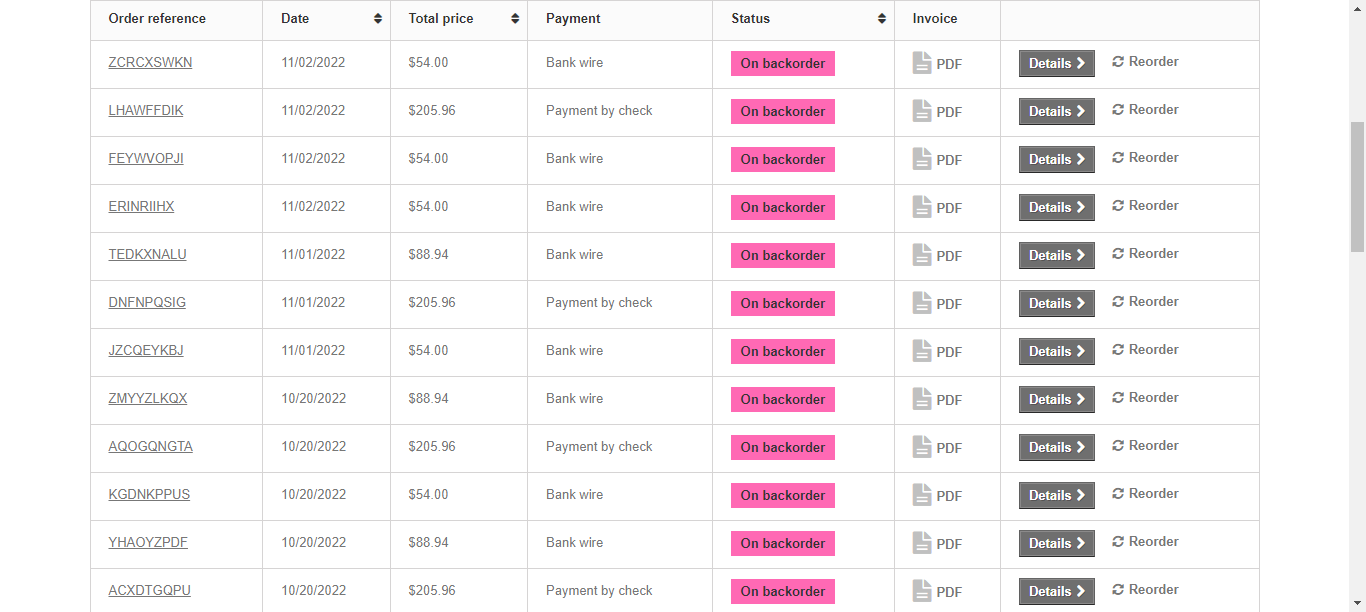 Order reference Date Total price Payment Status Invoice
ZCRCXSWKN 11/02/2022 $54.00 Bank wire On backorder PDF Details Reorder
LHAWFFDIK 11/02/2022 $205.96 Payment by check On backorder PDF Details Reorder
FEYWVOPJI 11/02/2022 $54.00 Bank wire On backorder PDF Details Reorder
ERINRIIHX 11/02/2022 $54.00 Bank wire On backorder PDF Details Reorder
TEDKXNALU 11/01/2022 $88.94 Bank wire On backorder PDF Details Reorder
DNFNPQSIG 11/01/2022 $205.96 Payment by check On backorder PDF Details Reorder
JZCQEYKBJ 11/01/2022 $54.00 Bank wire On backorder PDF Details Reorder
ZMYYZLKQX 10/20/2022 $88.94 Bank wire On backorder PDF Details Reorder
AQOGQNGTA 10/20/2022 $205.96 Payment by check On backorder PDF Details Reorder
KGDNKPPUS 10/20/2022 $54.00 Bank wire On backorder PDF Details Reorder
YHAOYZPDF 10/20/2022 $88.94 Bank wire On backorder PDF Details Reorder
ACXDTGQPU 10/20/2022 $205.96 Payment by check On backorder PDF Details Reorder